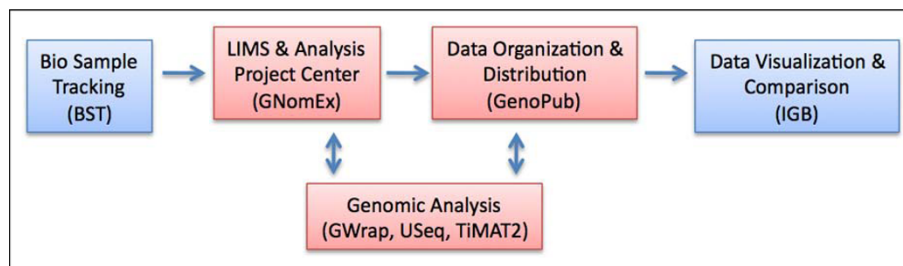 Bio Sample
Tracking
(BST)
LIMS & Analysis
Project Center
(GNomEx)
Data Organization &
Distribution
(GenoPub)
Data Visualization &
Comparison
(IGB)
Genomic Analysis
(GWrap, USeq, TiMAT2)